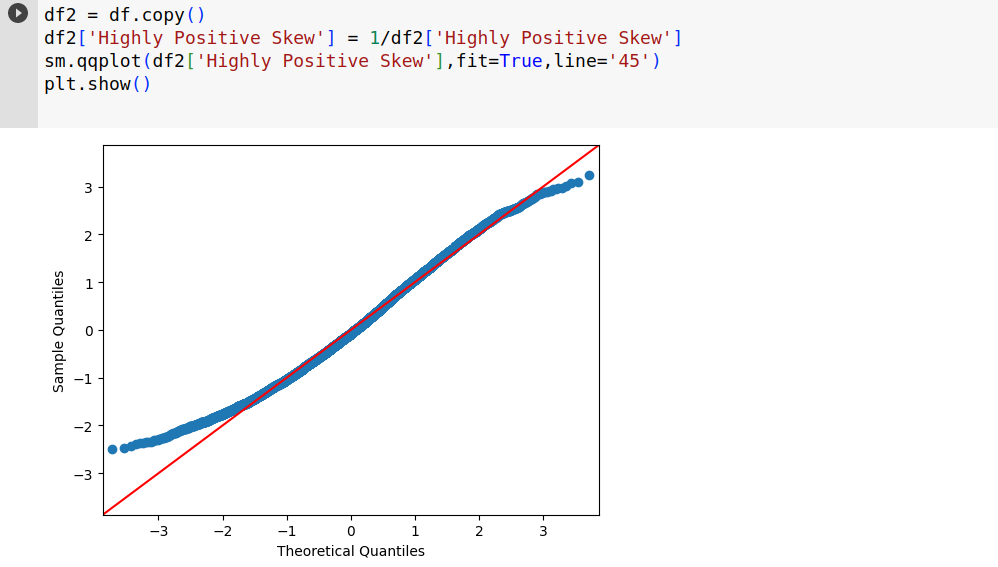 df2 = df.copy()
df2['Highly Positive Skew'] = 1/df2['Highly Positive Skew']
sm.qqplot(df2['Highly Positive Skew'],fit=True,line='45')
plt.show()
3
2
1
0
−1
−2
−3
Sample Quantiles
−3 −2 −1 0 1 2 3
Theoretical Quantiles